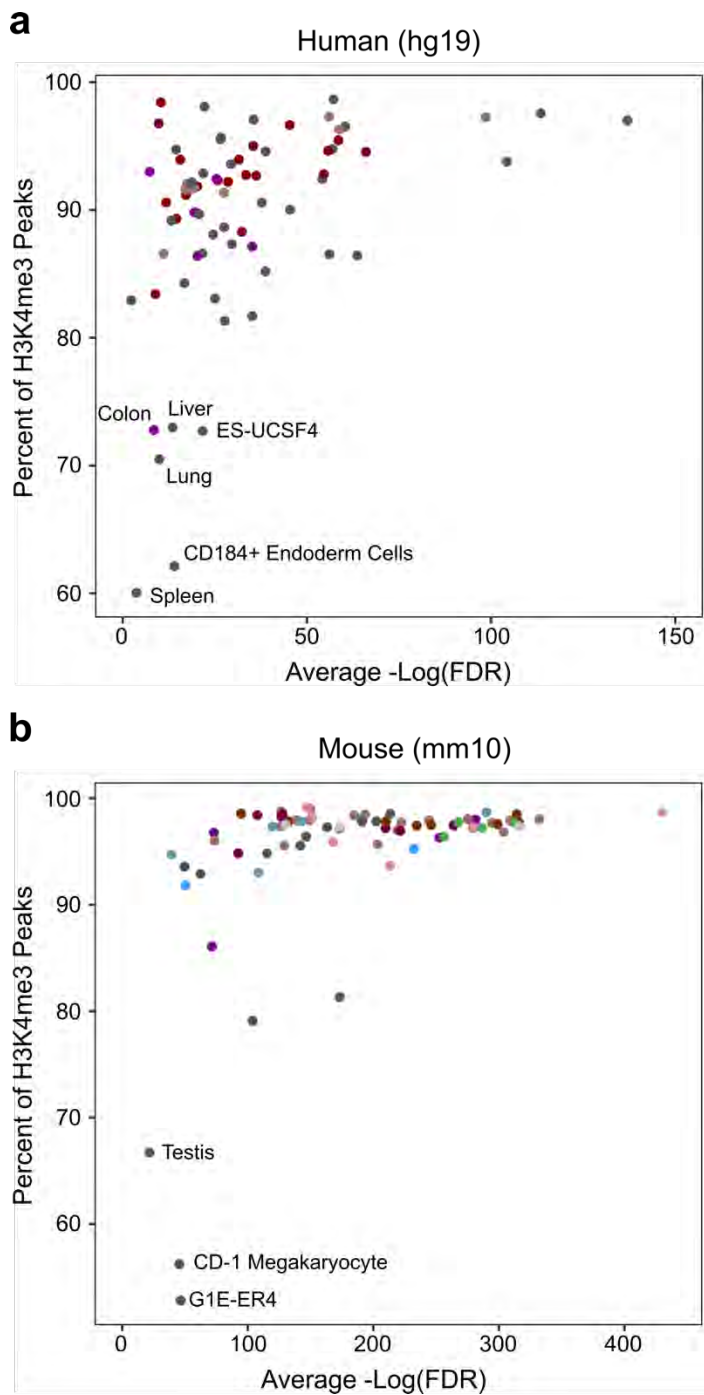 a
Human (hg19)
Percent of H3K4me3 Peaks
100
90
80
70
60
Colon
Liver
ES-UCSF4
Lung
CD184+ Endoderm Cells
Spleen
0
50
100
150
Average -Log(FDR)
b
Mouse (mm10)
Percent of H3K4me3 Peaks
100
90
80
70
60
Testis
CD-1 Megakaryocyte
G1E-ER4
0
100
200
300
400
Average -Log(FDR)